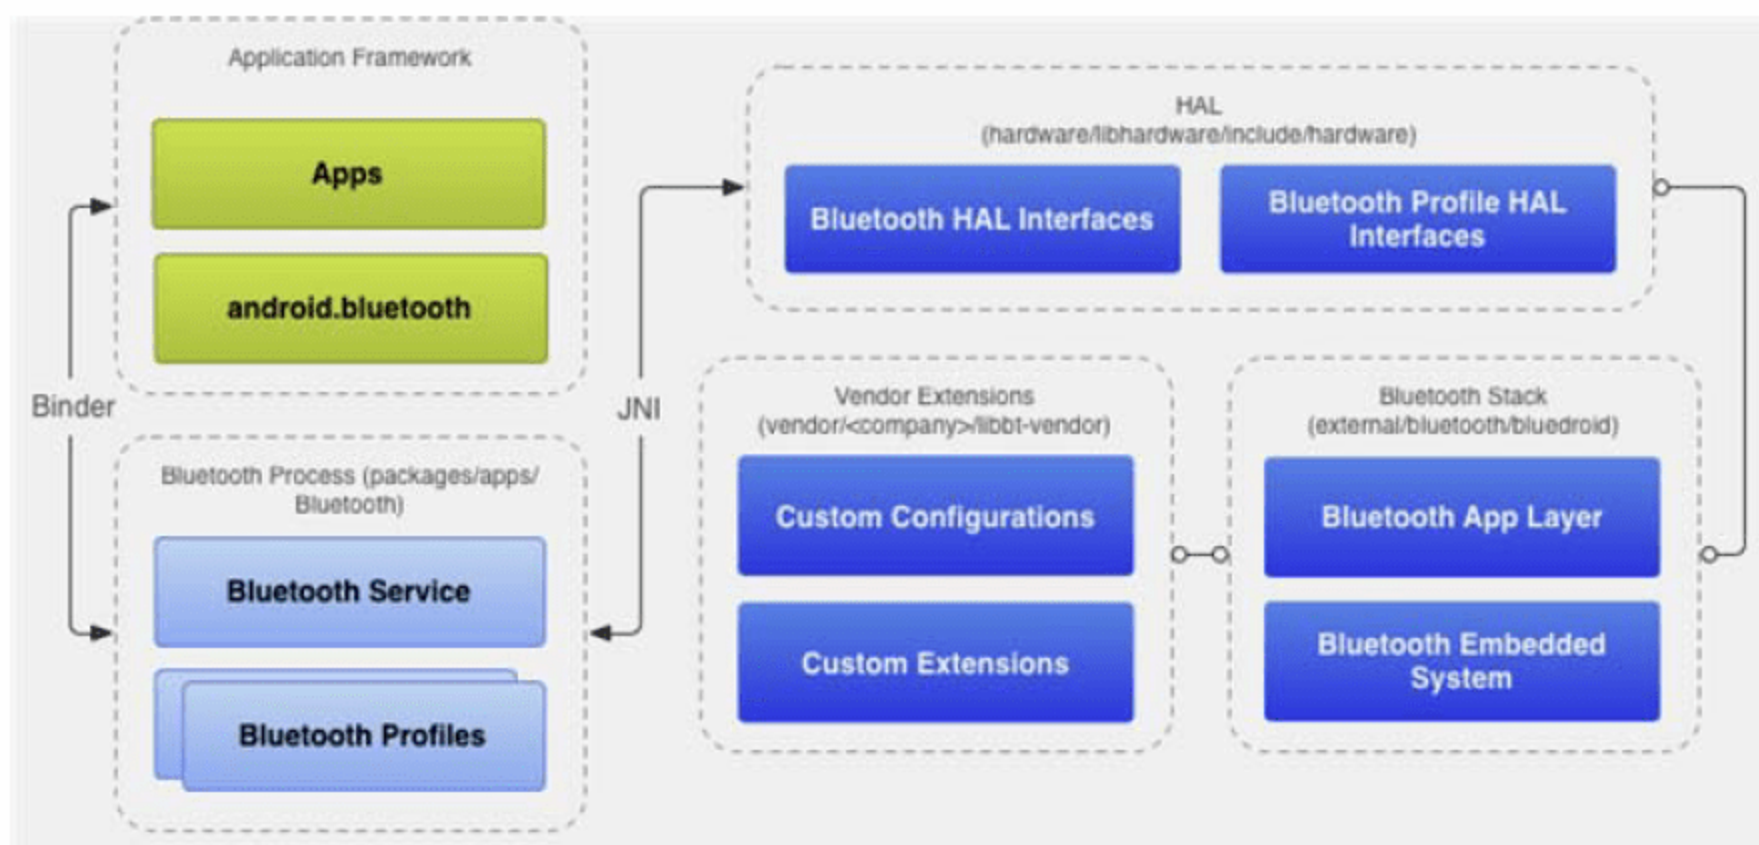 Application Framework
Apps
android.bluetooth
Binder
Bluetooth Process (packages/apps/
Bluetooth)
Bluetooth Service
Bluetooth Profiles
JNI
HAL
(hardware/libhardware/include/hardware)
Bluetooth HAL Interfaces
Bluetooth Profile HAL
Interfaces
Vendor Extensions
(vendor/<company>/libbt-vendor)
Custom Configurations
Custom Extensions
Bluetooth Stack
(external/bluetooth/bluedroid)
Bluetooth App Layer
Bluetooth Embedded
System